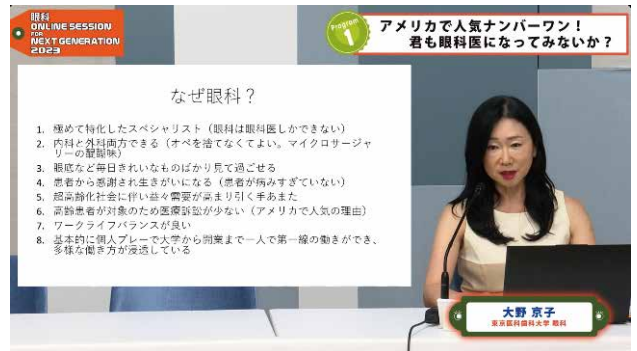 眼科
ONLINE SESSION
FOR
NEXT GENERATION
2023
Program
1
アメリカで人気ナンバーワン！
君も眼科医になってみないか？
なぜ眼科？
1. 極めて特化したスペシャリスト（眼科は眼科医しかできない）
2. 内科と外科両方できる（オペを捨てなくてよい。マイクロサージャ
リーの醍醐味）
3. 眼底など毎日きれいなものばかり見て過ごせる
4. 患者から感謝され生きがいになる（患者が病みすぎていない）
5. 超高齢化社会に伴い益々需要が高まり引く手あまた
6. 高齢患者が対象のため医療訴訟が少ない（アメリカで人気の理由）
7. ワークライフバランスが良い
8. 基本的に個人プレーで大学から開業まで一人で第一線の働きができ、
多様な働き方が浸透している
大野 京子
東京医科歯科大学 眼科